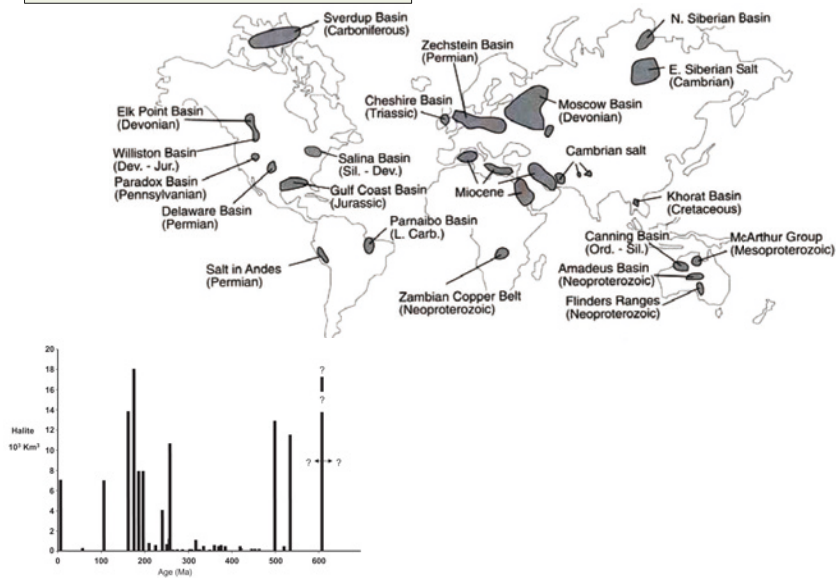 Sverdup Basin
(Carboniferous)
N. Siberian Basin
Zechstein Basin
(Permian)
E. Siberian Salt
(Cambrian)
Elk Point Basin
(Devonian)
Cheshire Basin
(Triassic)
Moscow Basin
(Devonian)
Williston Basin
(Dev. - Jur.)
Salina Basin
(Sil. - Dev.)
Cambrian salt
Paradox Basin
(Pennsylvanian)
Gulf Coast Basin
(Jurassic)
Miocene
Khorat Basin
(Cretaceous)
Delaware Basin
(Permian)
Parnaibo Basin
(L. Carb.)
Canning Basin
(Ord. - Sil.)
McArthur Group
(Mesoproterozoic)
Salt in Andes
(Permian)
Amadeus Basin
(Neoproterozoic)
Zambian Copper Belt
(Neoproterozoic)
Flinders Ranges
(Neoproterozoic)
20
18
16
14
12
10
8
6
4
2
0
Halite
10³ Km³
?
?
? ?
0 100 200 300 400 500 600
Age (Ma)